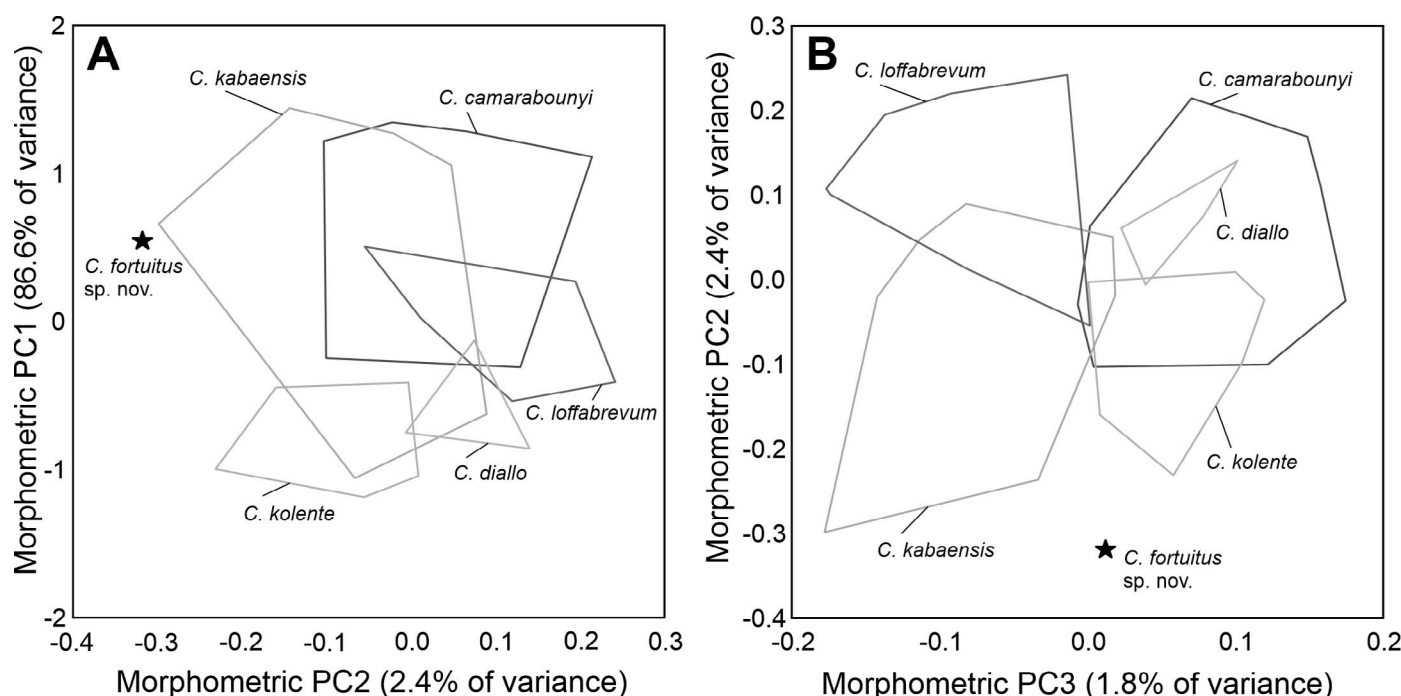 A
Morphometric PC1 (86.6% of variance)
2
1
0
-1
-2
C. kabaensis
C. camarabounyi
C. fortuitus
sp. nov.
C. loffabrevum
C. diallo
C. kolente
-0.4 -0.3 -0.2 -0.1 0.0 0.1 0.2 0.3
Morphometric PC2 (2.4% of variance)
B
Morphometric PC2 (2.4% of variance)
0.3
0.2
0.1
0.0
-0.1
-0.2
-0.3
-0.4
C. loffabrevum
C. camarabounyi
C. diallo
C. kolente
C. kabaensis
C. fortuitus
sp. nov.
-0.2 -0.1 0.0 0.1 0.2
Morphometric PC3 (1.8% of variance)